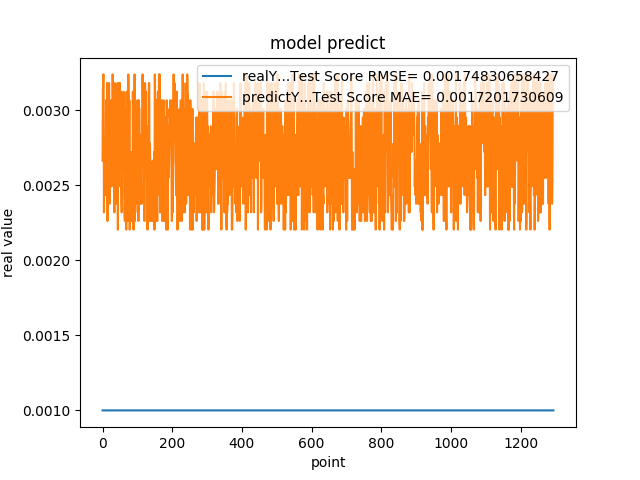 model predict
realY...Test Score RMSE= 0.00174830658427
predictY...Test Score MAE= 0.0017201730609
0.0030
0.0025
0.0020
0.0015
0.0010
real value
0 200 400 600 800 1000 1200
point